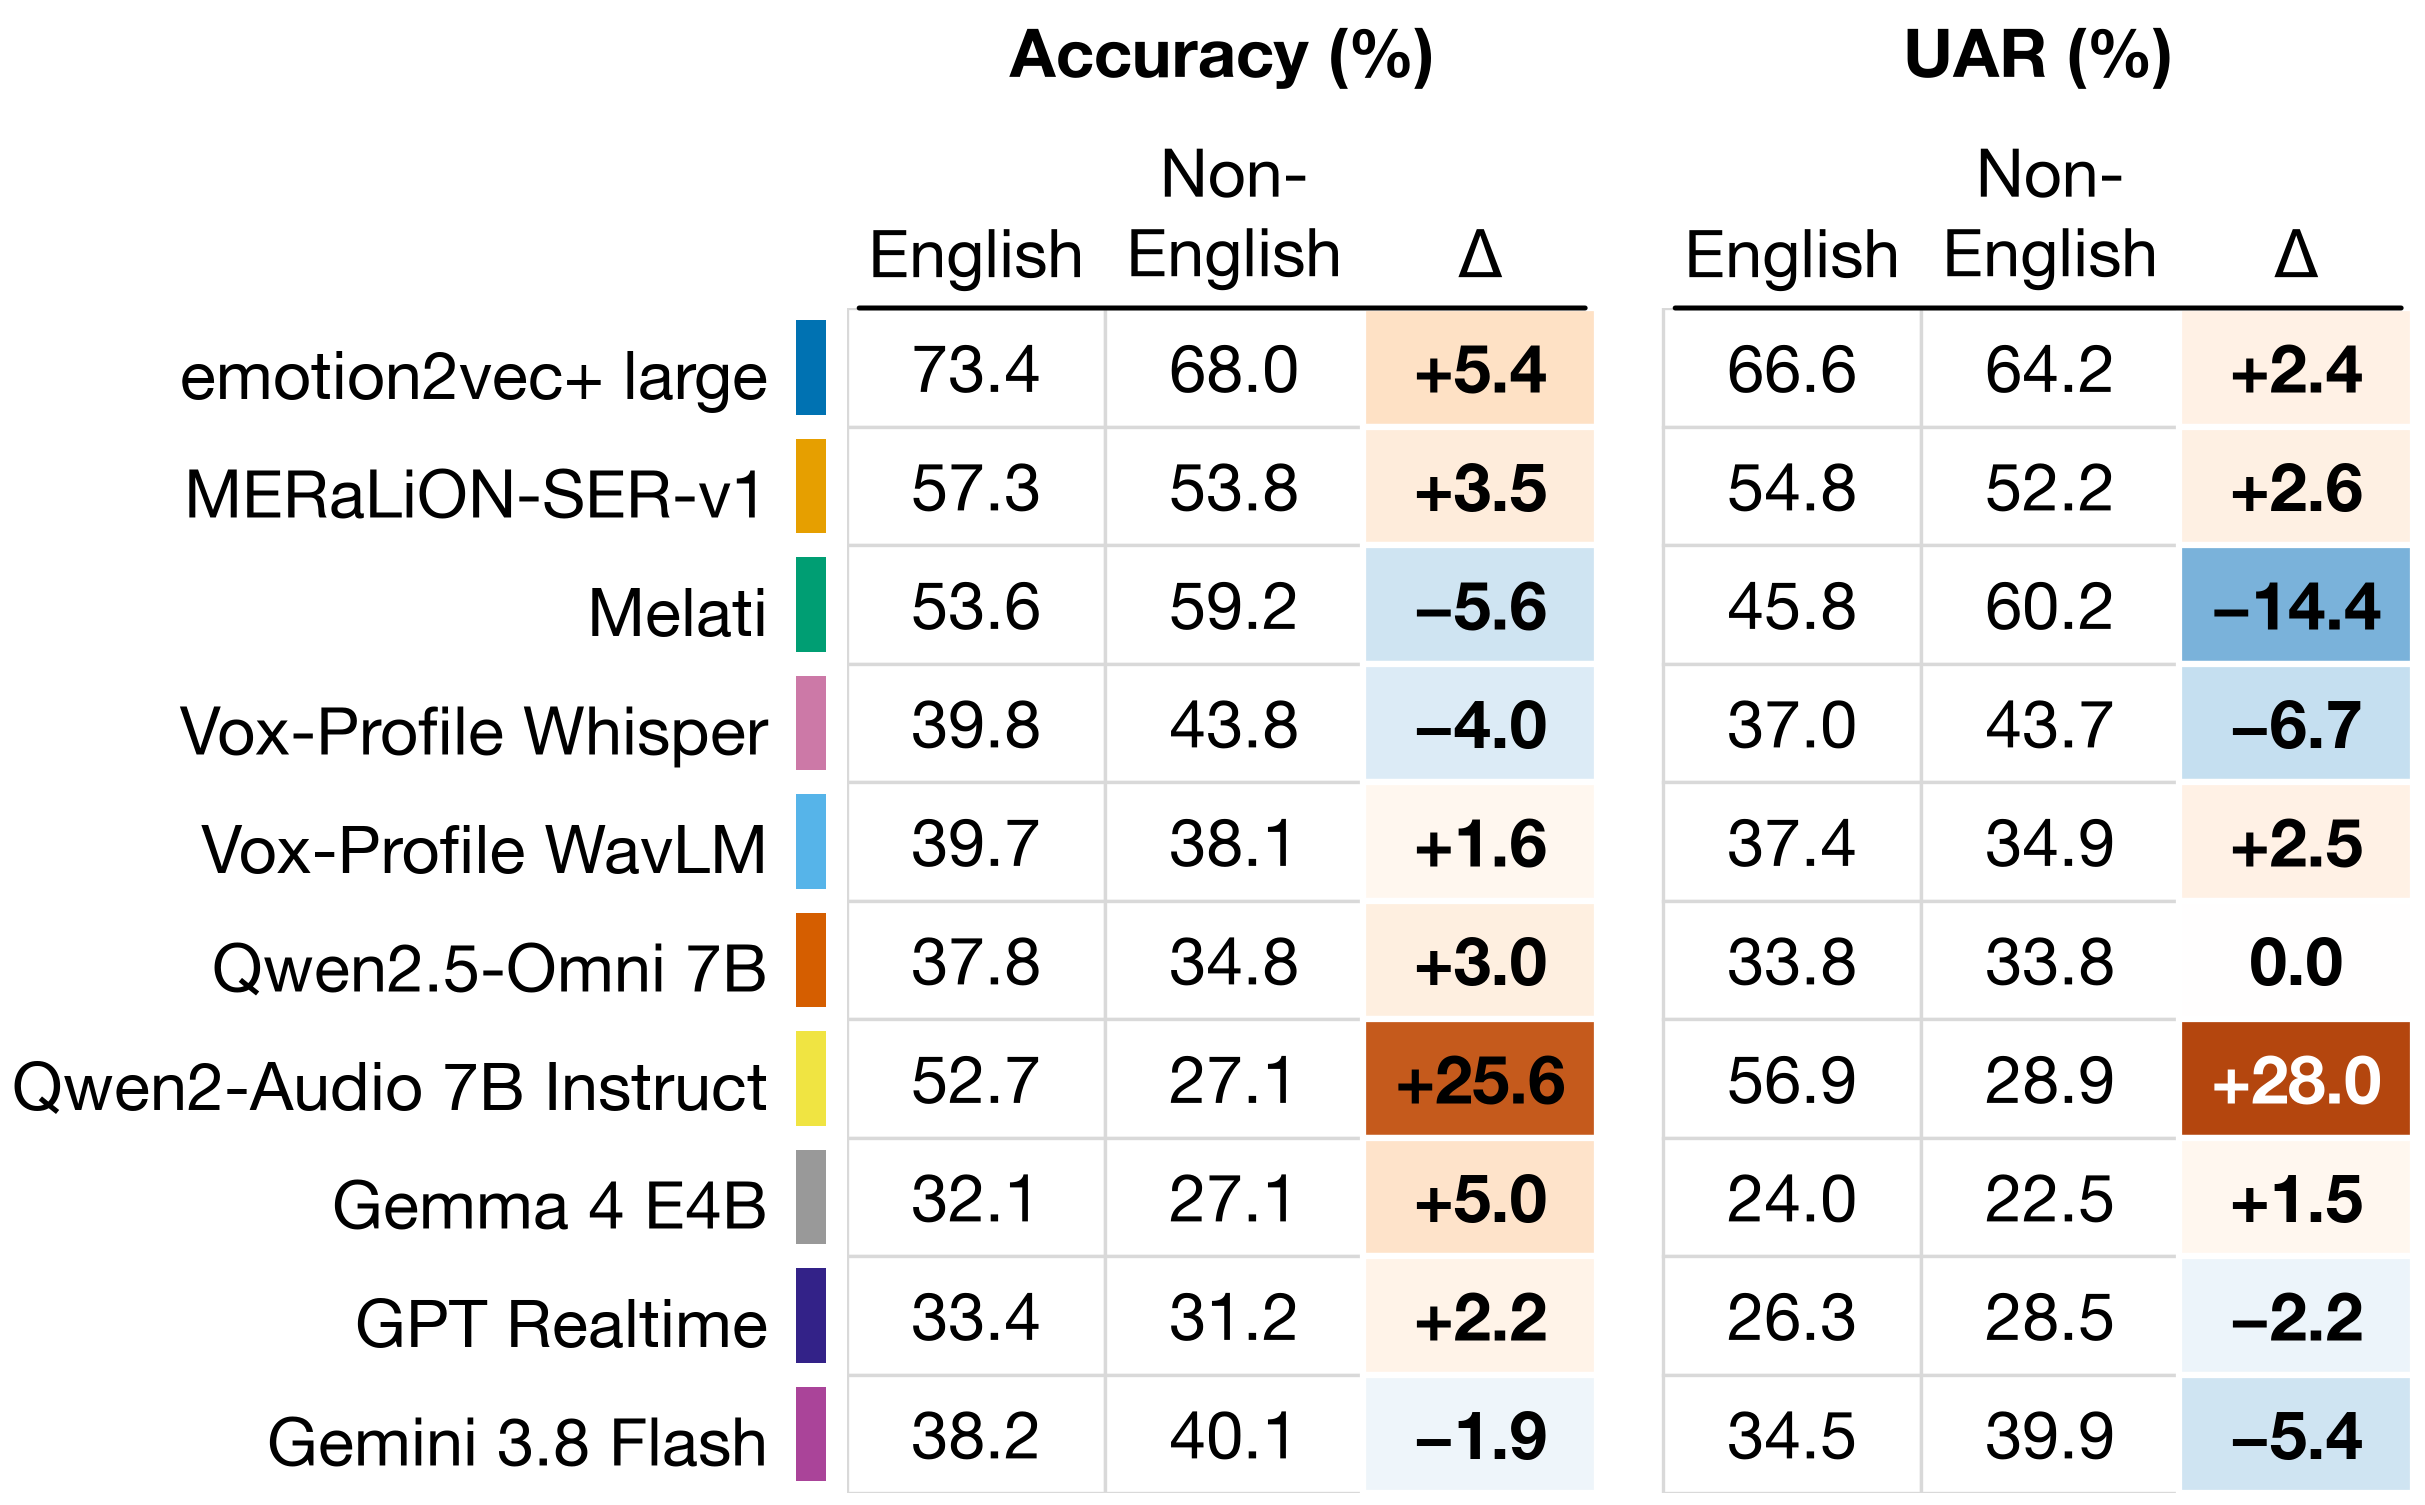 Accuracy (%) UAR (%)
Non- Non-
English English Δ English English Δ
emotion2vec+ large 73.4 68.0 +5.4 66.6 64.2 +2.4
MERaLiON-SER-v1 57.3 53.8 +3.5 54.8 52.2 +2.6
Melati 53.6 59.2 −5.6 45.8 60.2 −14.4
Vox-Profile Whisper 39.8 43.8 −4.0 37.0 43.7 −6.7
Vox-Profile WavLM 39.7 38.1 +1.6 37.4 34.9 +2.5
Qwen2.5-Omni 7B 37.8 34.8 +3.0 33.8 33.8 0.0
Qwen2-Audio 7B Instruct 52.7 27.1 +25.6 56.9 28.9 +28.0
Gemma 4 E4B 32.1 27.1 +5.0 24.0 22.5 +1.5
GPT Realtime 33.4 31.2 +2.2 26.3 28.5 −2.2
Gemini 3.8 Flash 38.2 40.1 −1.9 34.5 39.9 −5.4